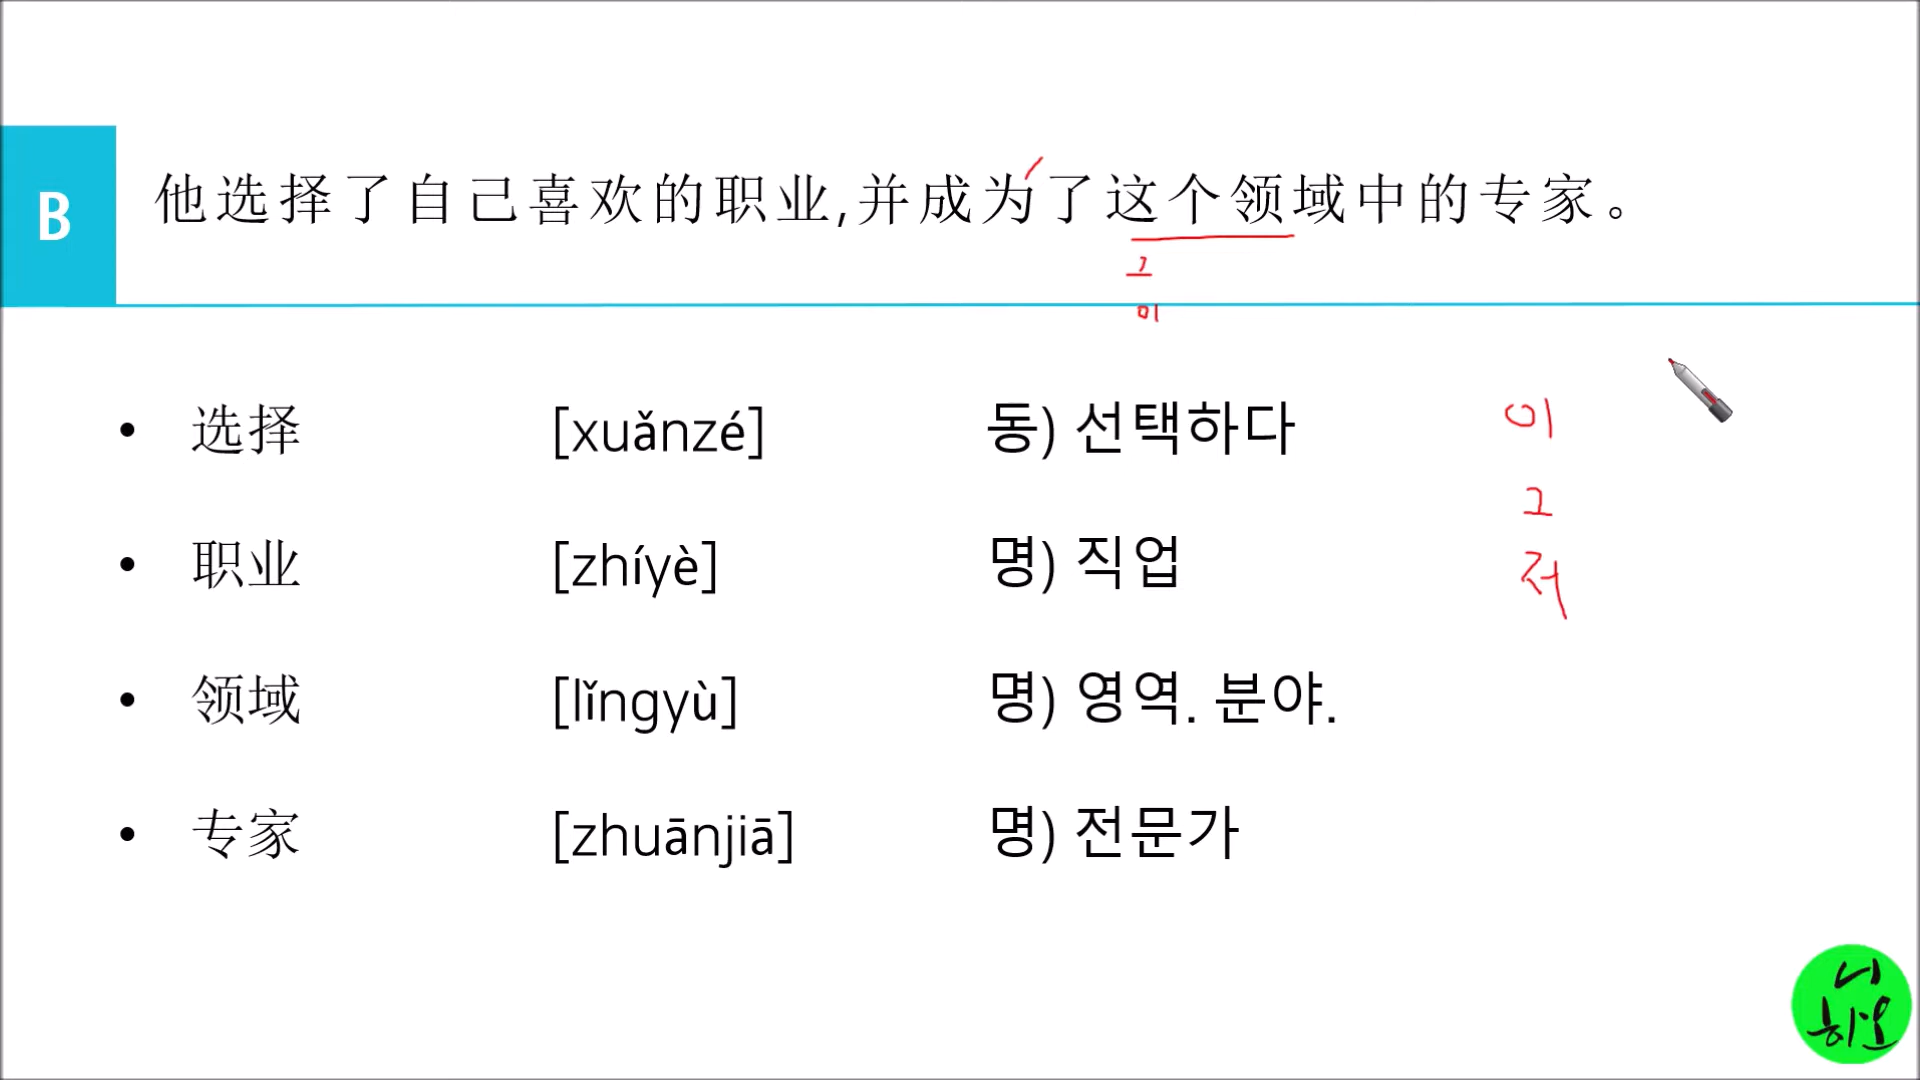 B
他选择了自己喜欢的职业,并成为了这个领域中的专家。
그
이
• 选择 [xuǎnzé] 동) 선택하다
이
• 职业 [zhíyè] 명) 직업
그
저
• 领域 [lǐngyù] 명) 영역. 분야.
• 专家 [zhuānjiā] 명) 전문가
니
하오